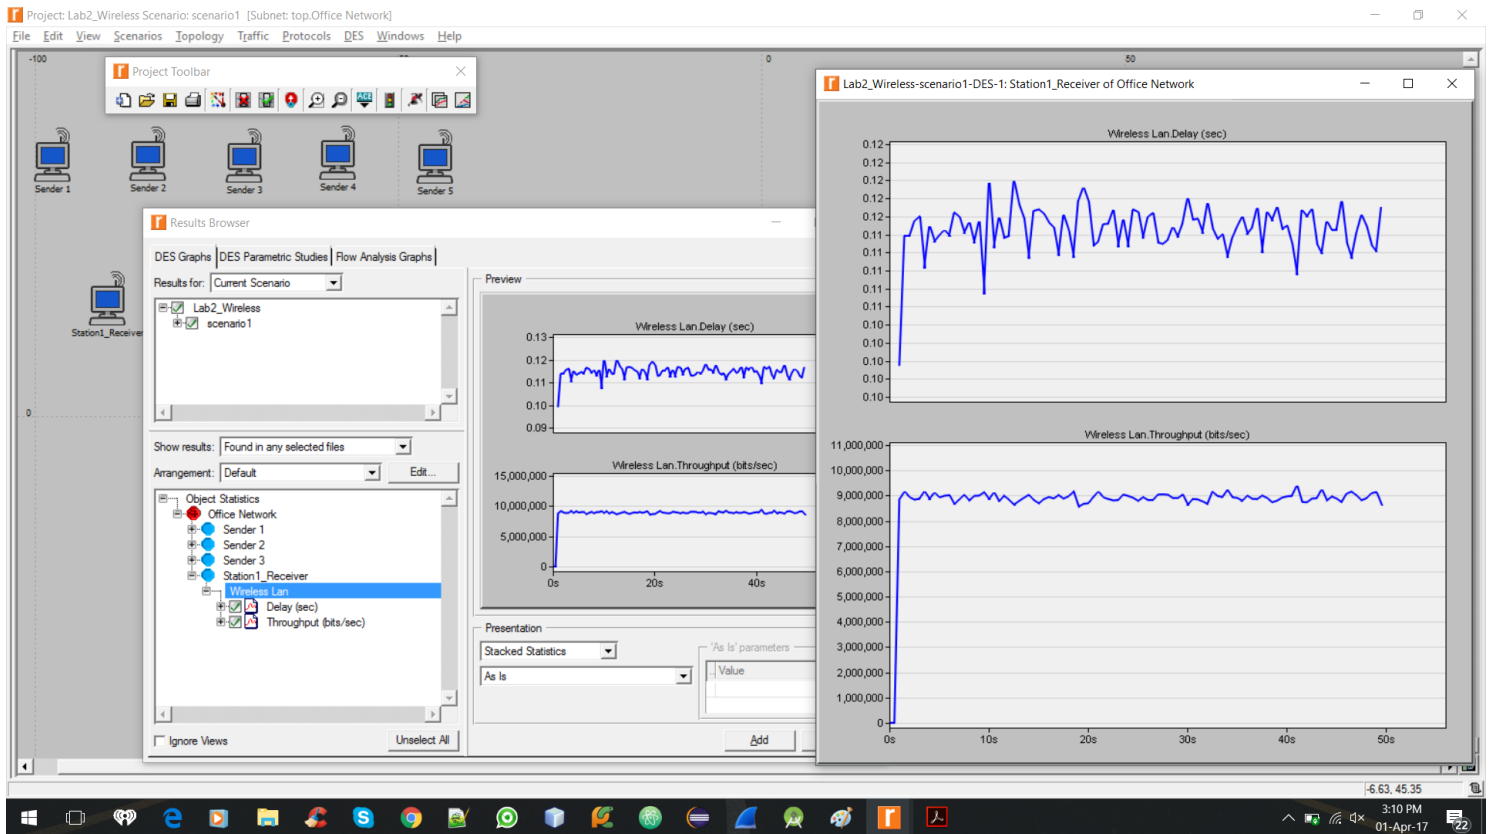 Project: Lab2_Wireless Scenario: scenario1 [Subnet: top.Office Network]
File Edit View Scenarios Topology Traffic Protocols DES Windows Help
-100
0
50
Project Toolbar
Sender 1
Sender 2
Sender 3
Sender 4
Sender 5
Station1_Receiver
0
Results Browser
DES Graphs DES Parametric Studies Flow Analysis Graphs
Results for: Current Scenario
Lab2_Wireless
scenario1
Show results: Found in any selected files
Arrangement: Default Edit...
Object Statistics
Office Network
Sender 1
Sender 2
Sender 3
Station1_Receiver
Wireless Lan
Delay (sec)
Throughput (bits/sec)
Ignore Views Unselect All
Preview
Wireless Lan.Delay (sec)
0.13
0.12
0.11
0.10
0.09
Wireless Lan.Throughput (bits/sec)
15,000,000
10,000,000
5,000,000
0
0s 20s 40s
Presentation
Stacked Statistics
As Is
'As Is' parameters
Value
Add
Lab2_Wireless-scenario1-DES-1: Station1_Receiver of Office Network
Wireless Lan.Delay (sec)
0.12
0.12
0.12
0.12
0.12
0.11
0.11
0.11
0.11
0.11
0.10
0.10
0.10
0.10
0.10
Wireless Lan.Throughput (bits/sec)
11,000,000
10,000,000
9,000,000
8,000,000
7,000,000
6,000,000
5,000,000
4,000,000
3,000,000
2,000,000
1,000,000
0
0s 10s 20s 30s 40s 50s
-6.63, 45.35
3:10 PM
01-Apr-17
22